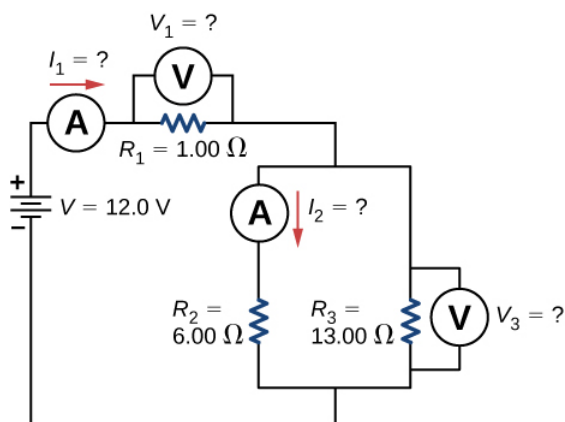 V₁ = ?
I₁ = ?
V
A
R₁ = 1.00 Ω
+
V = 12.0 V
−
A
I₂ = ?
R₂ =
6.00 Ω
R₃ =
13.00 Ω
V
V₃ = ?